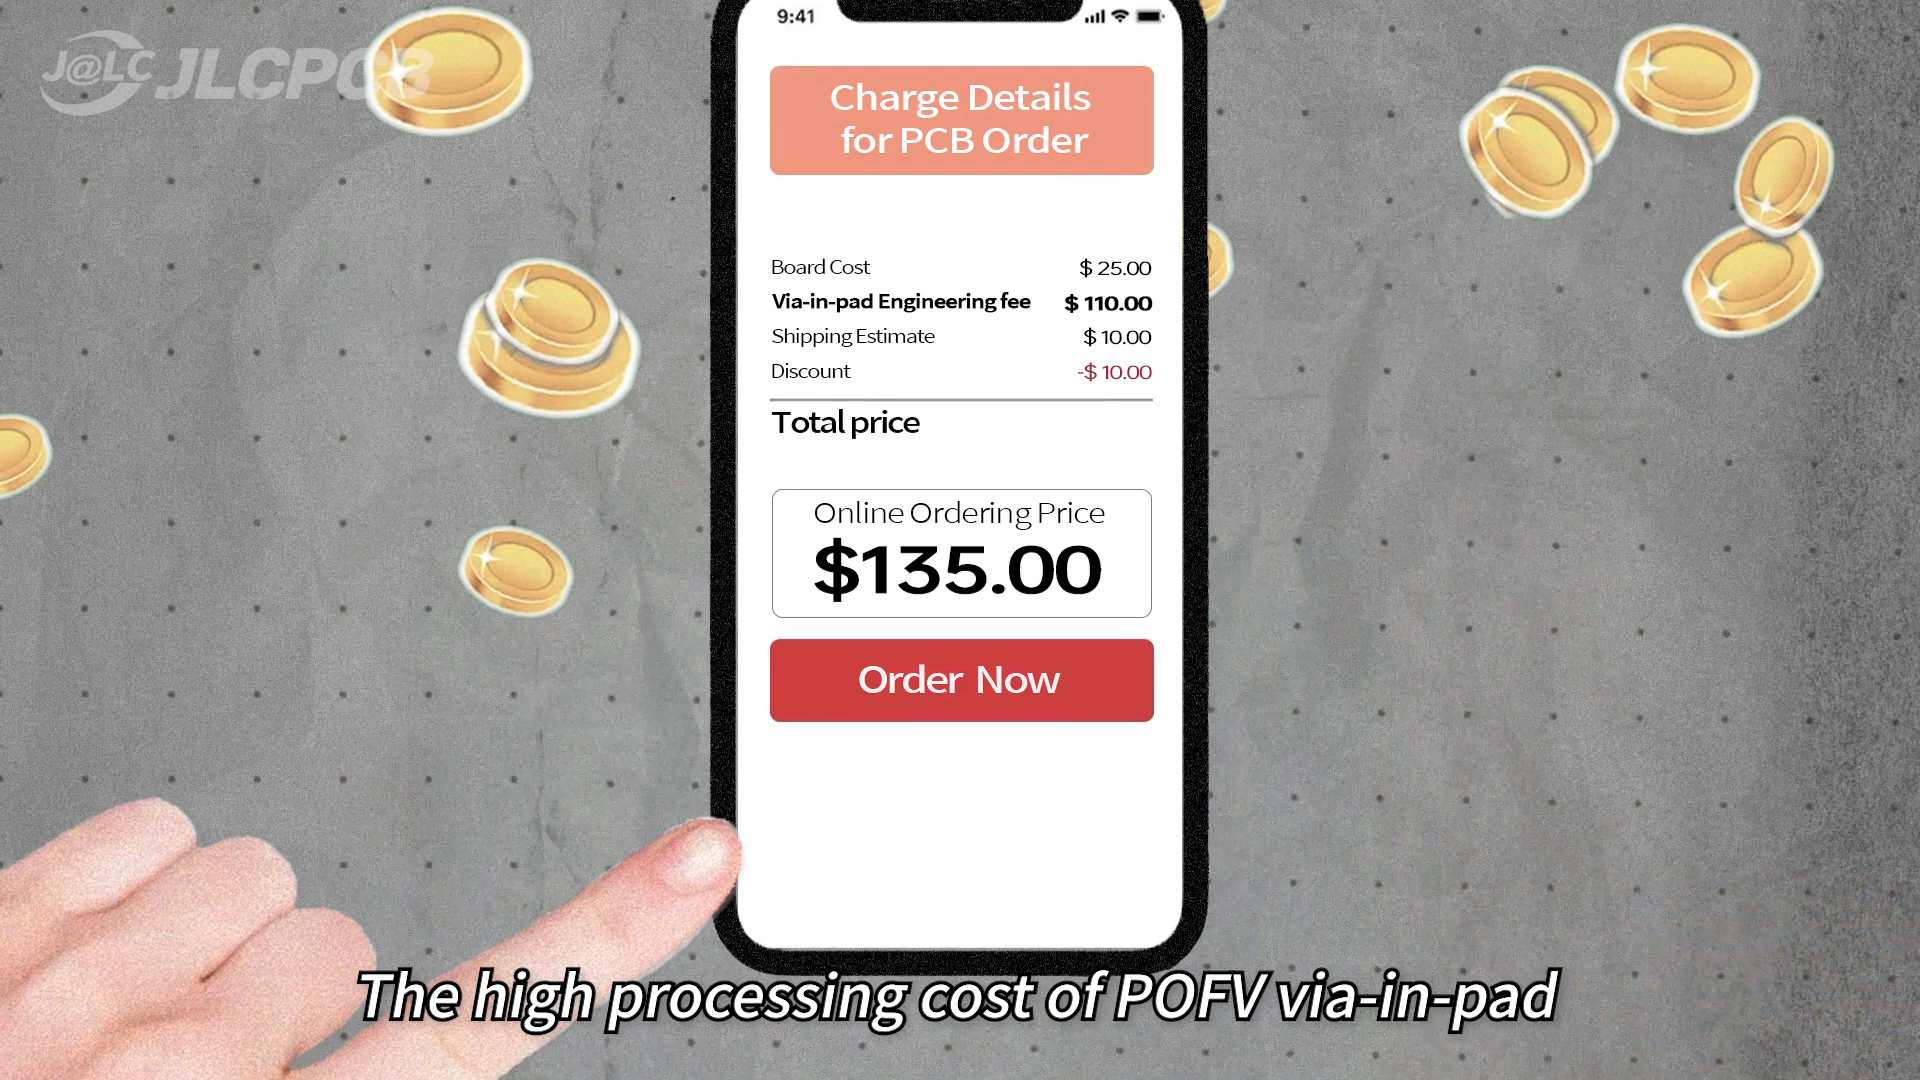 J@LC JLCPCB
9:41
Charge Details
for PCB Order
Board Cost $ 25.00
Via-in-pad Engineering fee $ 110.00
Shipping Estimate $ 10.00
Discount -$ 10.00
Total price
Online Ordering Price
$135.00
Order Now
The high processing cost of POFV via-in-pad